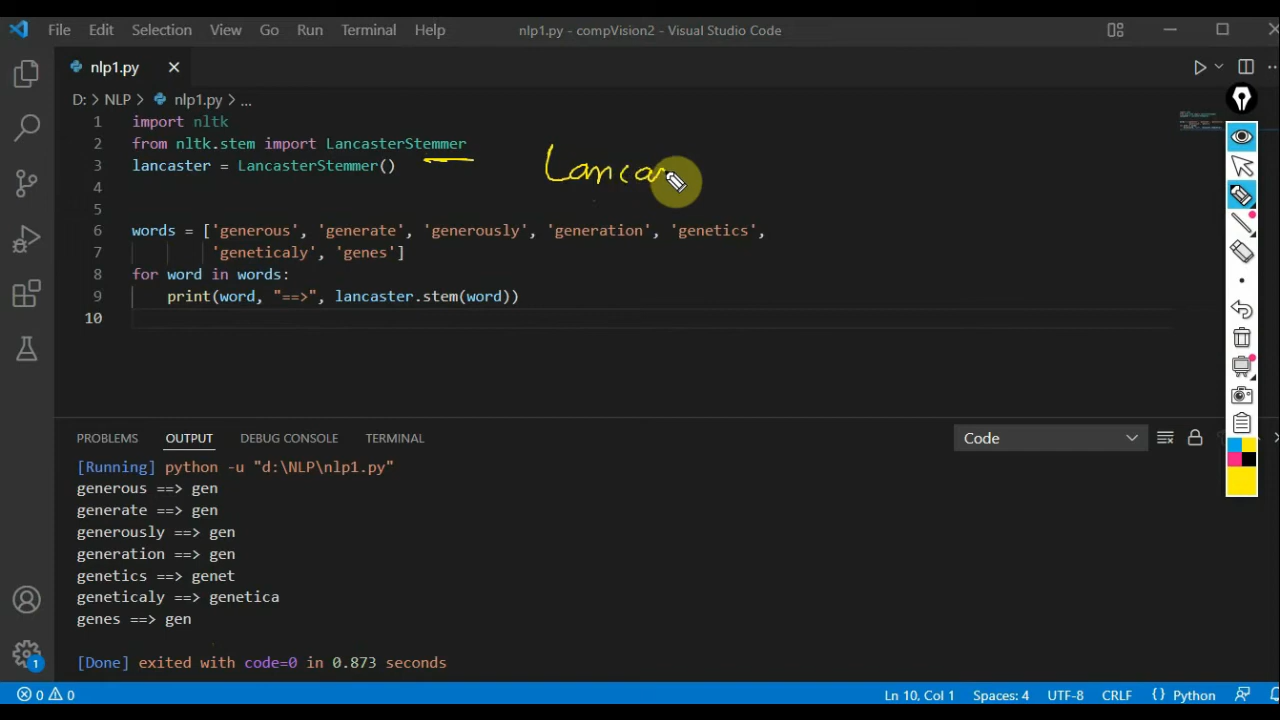 File Edit Selection View Go Run Terminal Help nlp1.py - compVision2 - Visual Studio Code
nlp1.py
D: > NLP > nlp1.py > ...
1 import nltk
2 from nltk.stem import LancasterStemmer
3 lancaster = LancasterStemmer()
Lancas
4
5
6 words = ['generous', 'generate', 'generously', 'generation', 'genetics',
7 'geneticaly', 'genes']
8 for word in words:
9 print(word, "==>", lancaster.stem(word))
10
PROBLEMS OUTPUT DEBUG CONSOLE TERMINAL Code
[Running] python -u "d:\NLP\nlp1.py"
generous ==> gen
generate ==> gen
generously ==> gen
generation ==> gen
genetics ==> genet
geneticaly ==> genetica
genes ==> gen
[Done] exited with code=0 in 0.873 seconds
1
0 0 Ln 10, Col 1 Spaces: 4 UTF-8 CRLF Python